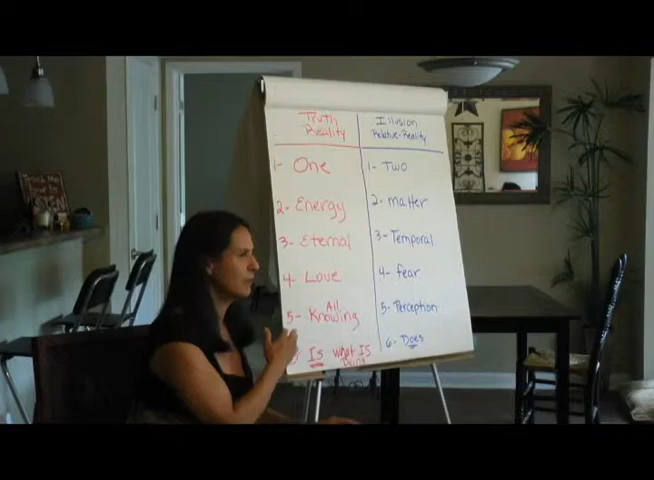 Truth
Reality
1- One
2- Energy
3- Eternal
4- Love
All
5- Knowing
Is what IS
Being
Illusion
Relative-Reality
1- Two
2- matter
3- Temporal
4- fear
5- Perception
6- Does